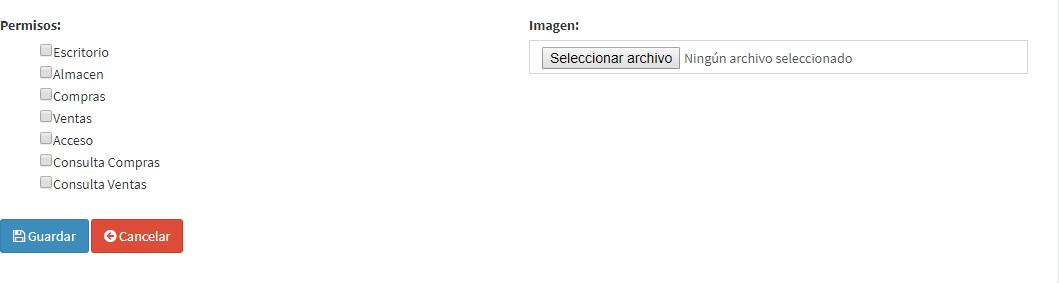 Permisos:
Escritorio
Almacen
Compras
Ventas
Acceso
Consulta Compras
Consulta Ventas
Imagen:
Seleccionar archivo Ningún archivo seleccionado
Guardar Cancelar